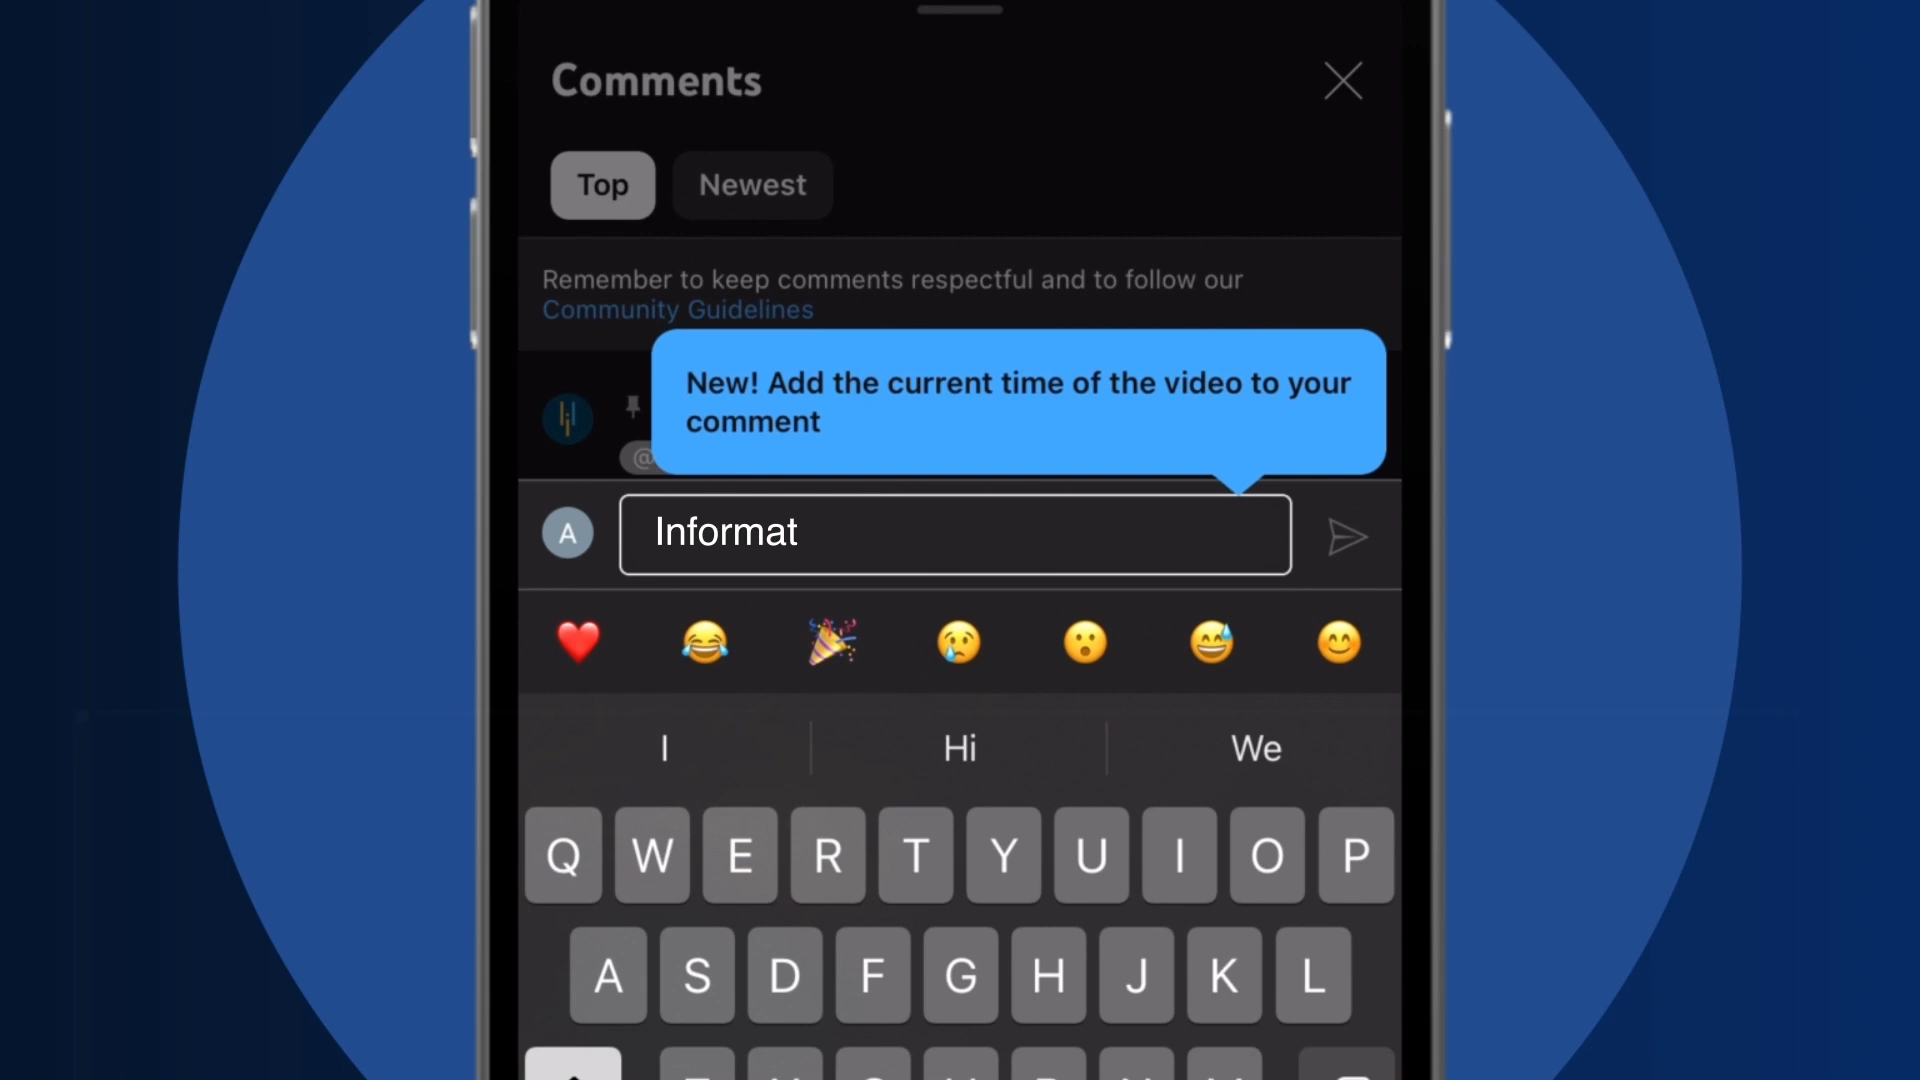 Comments
Top Newest
Remember to keep comments respectful and to follow our
Community Guidelines
New! Add the current time of the video to your
comment
@
A Informat
I Hi We
Q W E R T Y U I O P
A S D F G H J K L